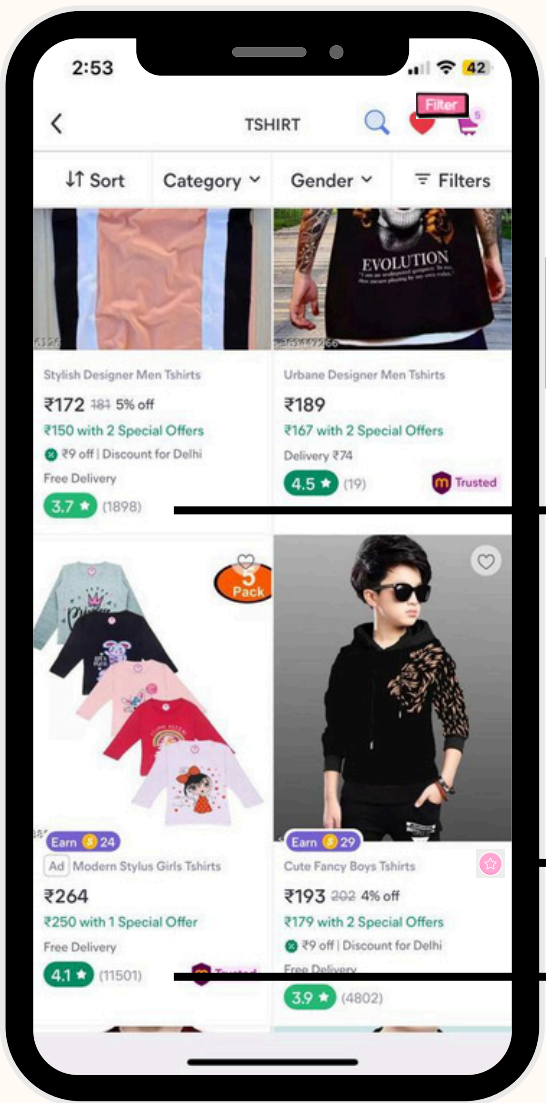 2:53
42
Filter
TSHIRT
5
Sort
Category
Gender
Filters
EVOLUTION
Stylish Designer Men Tshirts
₹172 181 5% off
₹150 with 2 Special Offers
₹9 off | Discount for Delhi
Free Delivery
3.7 ★ (1898)
Urbane Designer Men Tshirts
₹189
₹167 with 2 Special Offers
Delivery ₹74
4.5 ★ (19)
m Trusted
5
Pack
Princess
Earn 24
Ad Modern Stylus Girls Tshirts
₹264
₹250 with 1 Special Offer
Free Delivery
4.1 ★ (11501)
Trusted
Earn 29
Cute Fancy Boys Tshirts
₹193 202 4% off
₹179 with 2 Special Offers
₹9 off | Discount for Delhi
Free Delivery
3.9 ★ (4802)